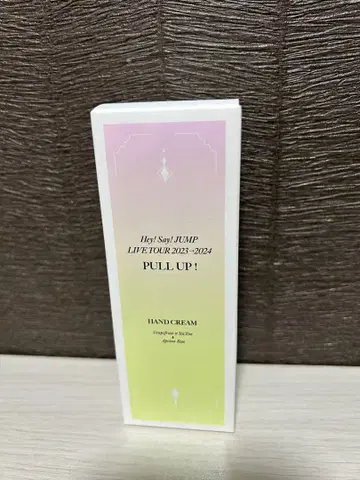 Hey! Say! JUMP
LIVE TOUR 2023→2024
PULL UP!
HAND CREAM